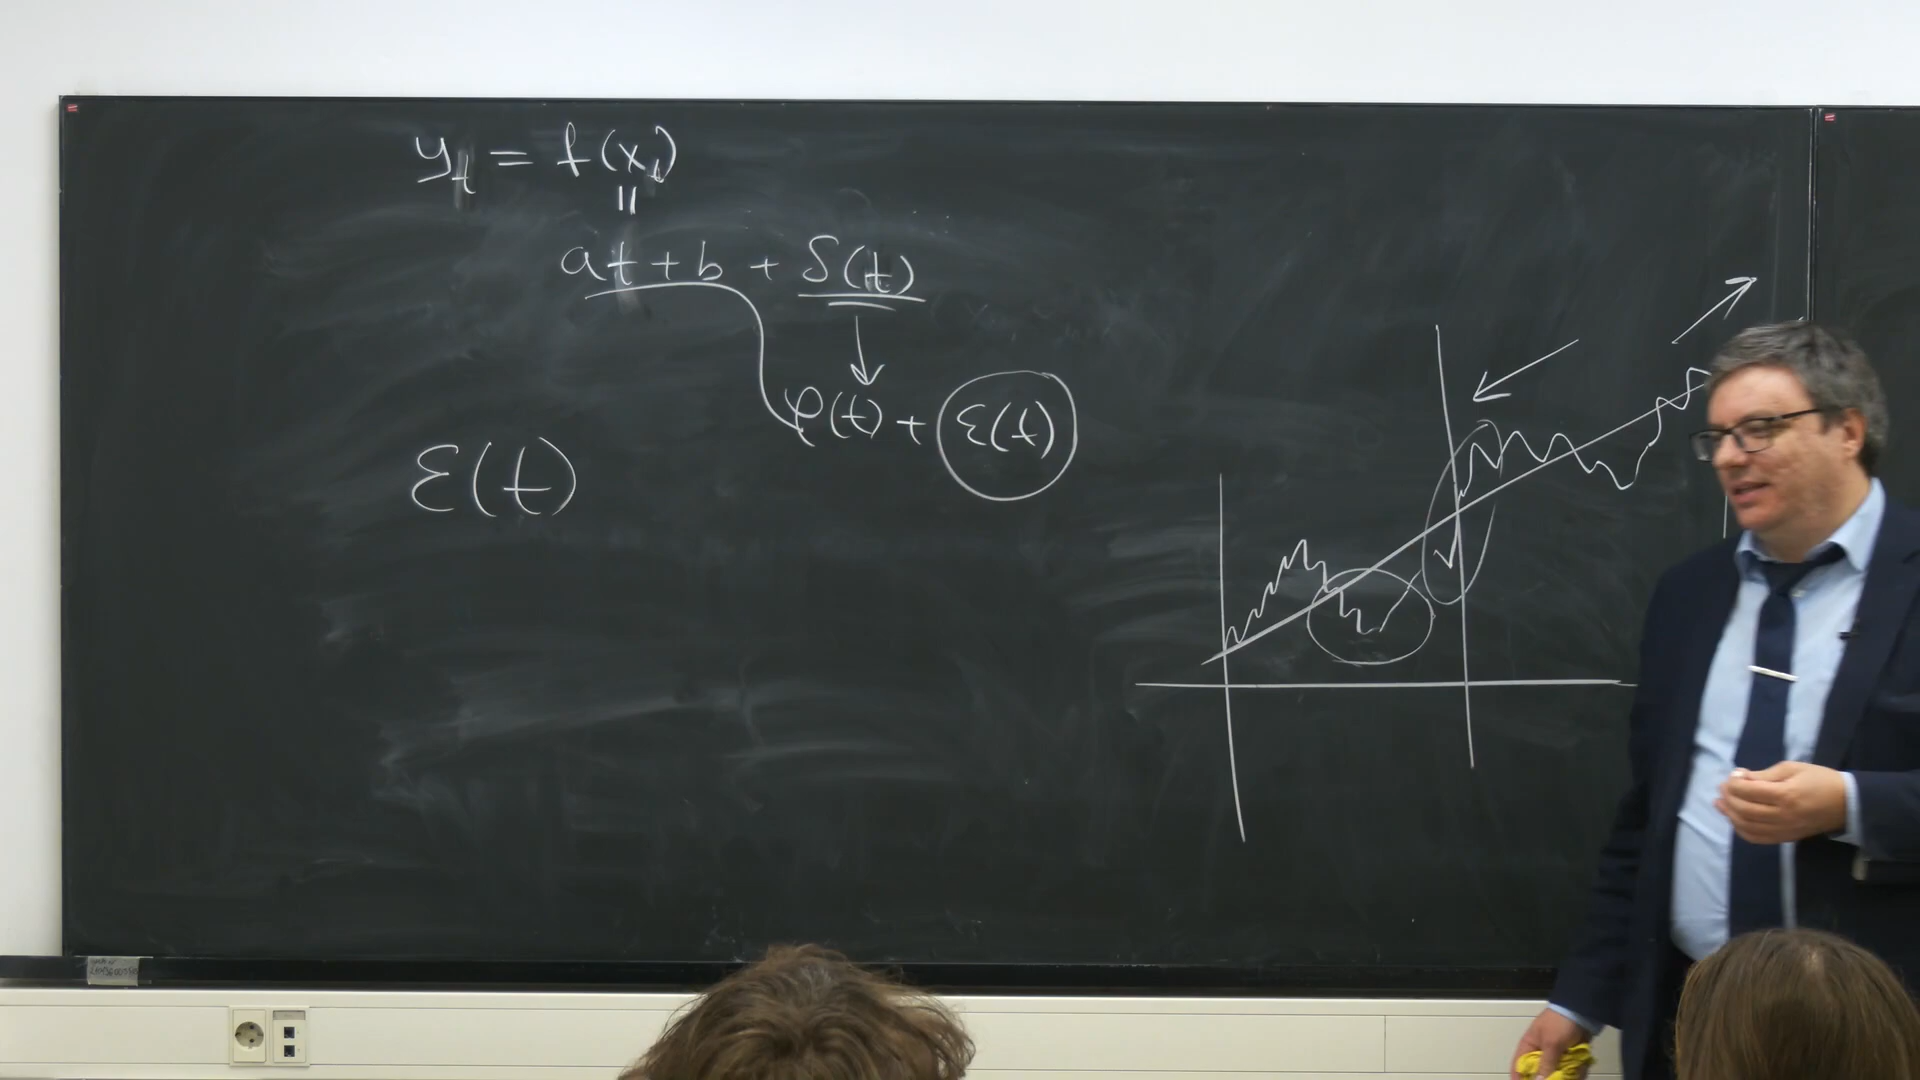 y_t = f(x_t)
||
at + b + S(t)
φ(t) + ε(t)
ε(t)